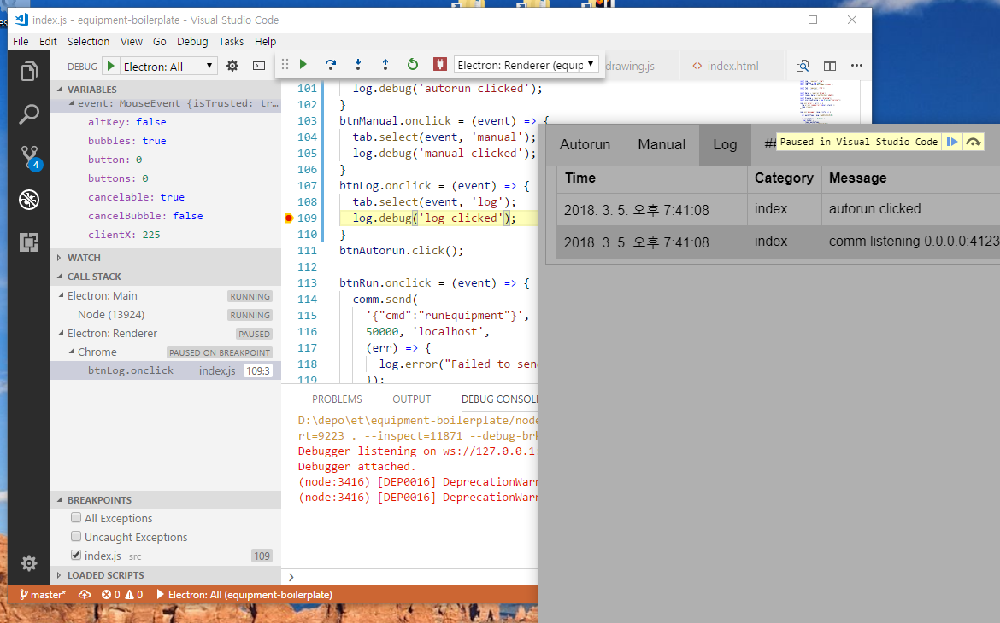 index.js - equipment-boilerplate - Visual Studio Code
File Edit Selection View Go Debug Tasks Help
DEBUG Electron: All
Electron: Renderer (equip
drawing.js
<> index.html
VARIABLES
event: MouseEvent {isTrusted: tr…
altKey: false
bubbles: true
button: 0
buttons: 0
cancelable: true
cancelBubble: false
clientX: 225
WATCH
CALL STACK
Electron: Main RUNNING
Node (13924) RUNNING
Electron: Renderer PAUSED
Chrome PAUSED ON BREAKPOINT
btnLog.onclick index.js 109:3
BREAKPOINTS
All Exceptions
Uncaught Exceptions
index.js src 109
LOADED SCRIPTS
4
101 log.debug('autorun clicked');
102 }
103 btnManual.onclick = (event) => {
104 tab.select(event, 'manual');
105 log.debug('manual clicked');
106 }
107 btnLog.onclick = (event) => {
108 tab.select(event, 'log');
109 log.debug('log clicked');
110 }
111 btnAutorun.click();
112
113 btnRun.onclick = (event) => {
114 comm.send(
115 '{"cmd":"runEquipment"}',
116 50000, 'localhost',
117 (err) => {
118 log.error("Failed to send
119 });
PROBLEMS OUTPUT DEBUG CONSOLE
D:\depo\et\equipment-boilerplate/node
rt=9223 . --inspect=11871 --debug-brk
Debugger listening on ws://127.0.0.1:
Debugger attached.
(node:3416) [DEP0016] DeprecationWarn
(node:3416) [DEP0016] DeprecationWarn
Autorun Manual Log ##
Paused in Visual Studio Code
Time Category Message
2018. 3. 5. 오후 7:41:08 index autorun clicked
2018. 3. 5. 오후 7:41:08 index comm listening 0.0.0.0:4123
master* 0 0 Electron: All (equipment-boilerplate)